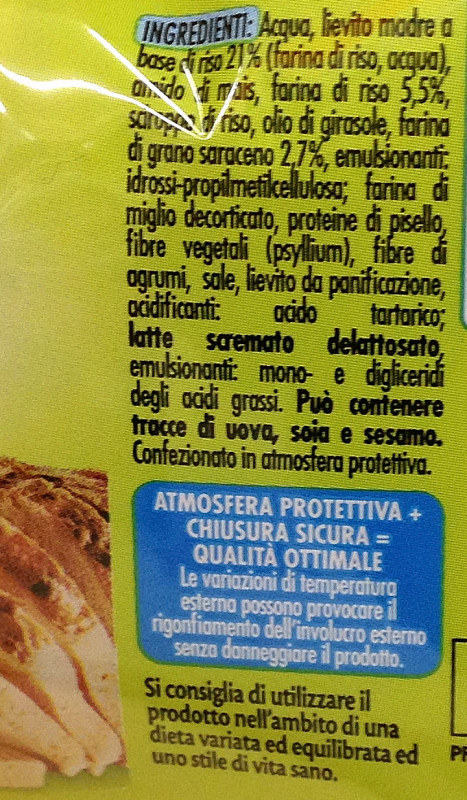 INGREDIENTI: Acqua, lievito madre a
base di riso 21% (farina di riso, acqua),
amido di mais, farina di riso 5,5%,
sciroppo di riso, olio di girasole, farina
di grano saraceno 2,7%, emulsionanti:
idrossi-propilmetilcellulosa; farina di
miglio decorticato, proteine di pisello,
fibre vegetali (psyllium), fibre di
agrumi, sale, lievito da panificazione,
acidificanti: acido tartarico;
latte scremato delattosato,
emulsionanti: mono- e digliceridi
degli acidi grassi. Può contenere
tracce di uova, soia e sesamo.
Confezionato in atmosfera protettiva.
ATMOSFERA PROTETTIVA +
CHIUSURA SICURA =
QUALITÀ OTTIMALE
Le variazioni di temperatura
esterna possono provocare il
rigonfiamento dell'involucro esterno
senza danneggiare il prodotto.
Si consiglia di utilizzare il
prodotto nell'ambito di una
dieta variata ed equilibrata ed
uno stile di vita sano.